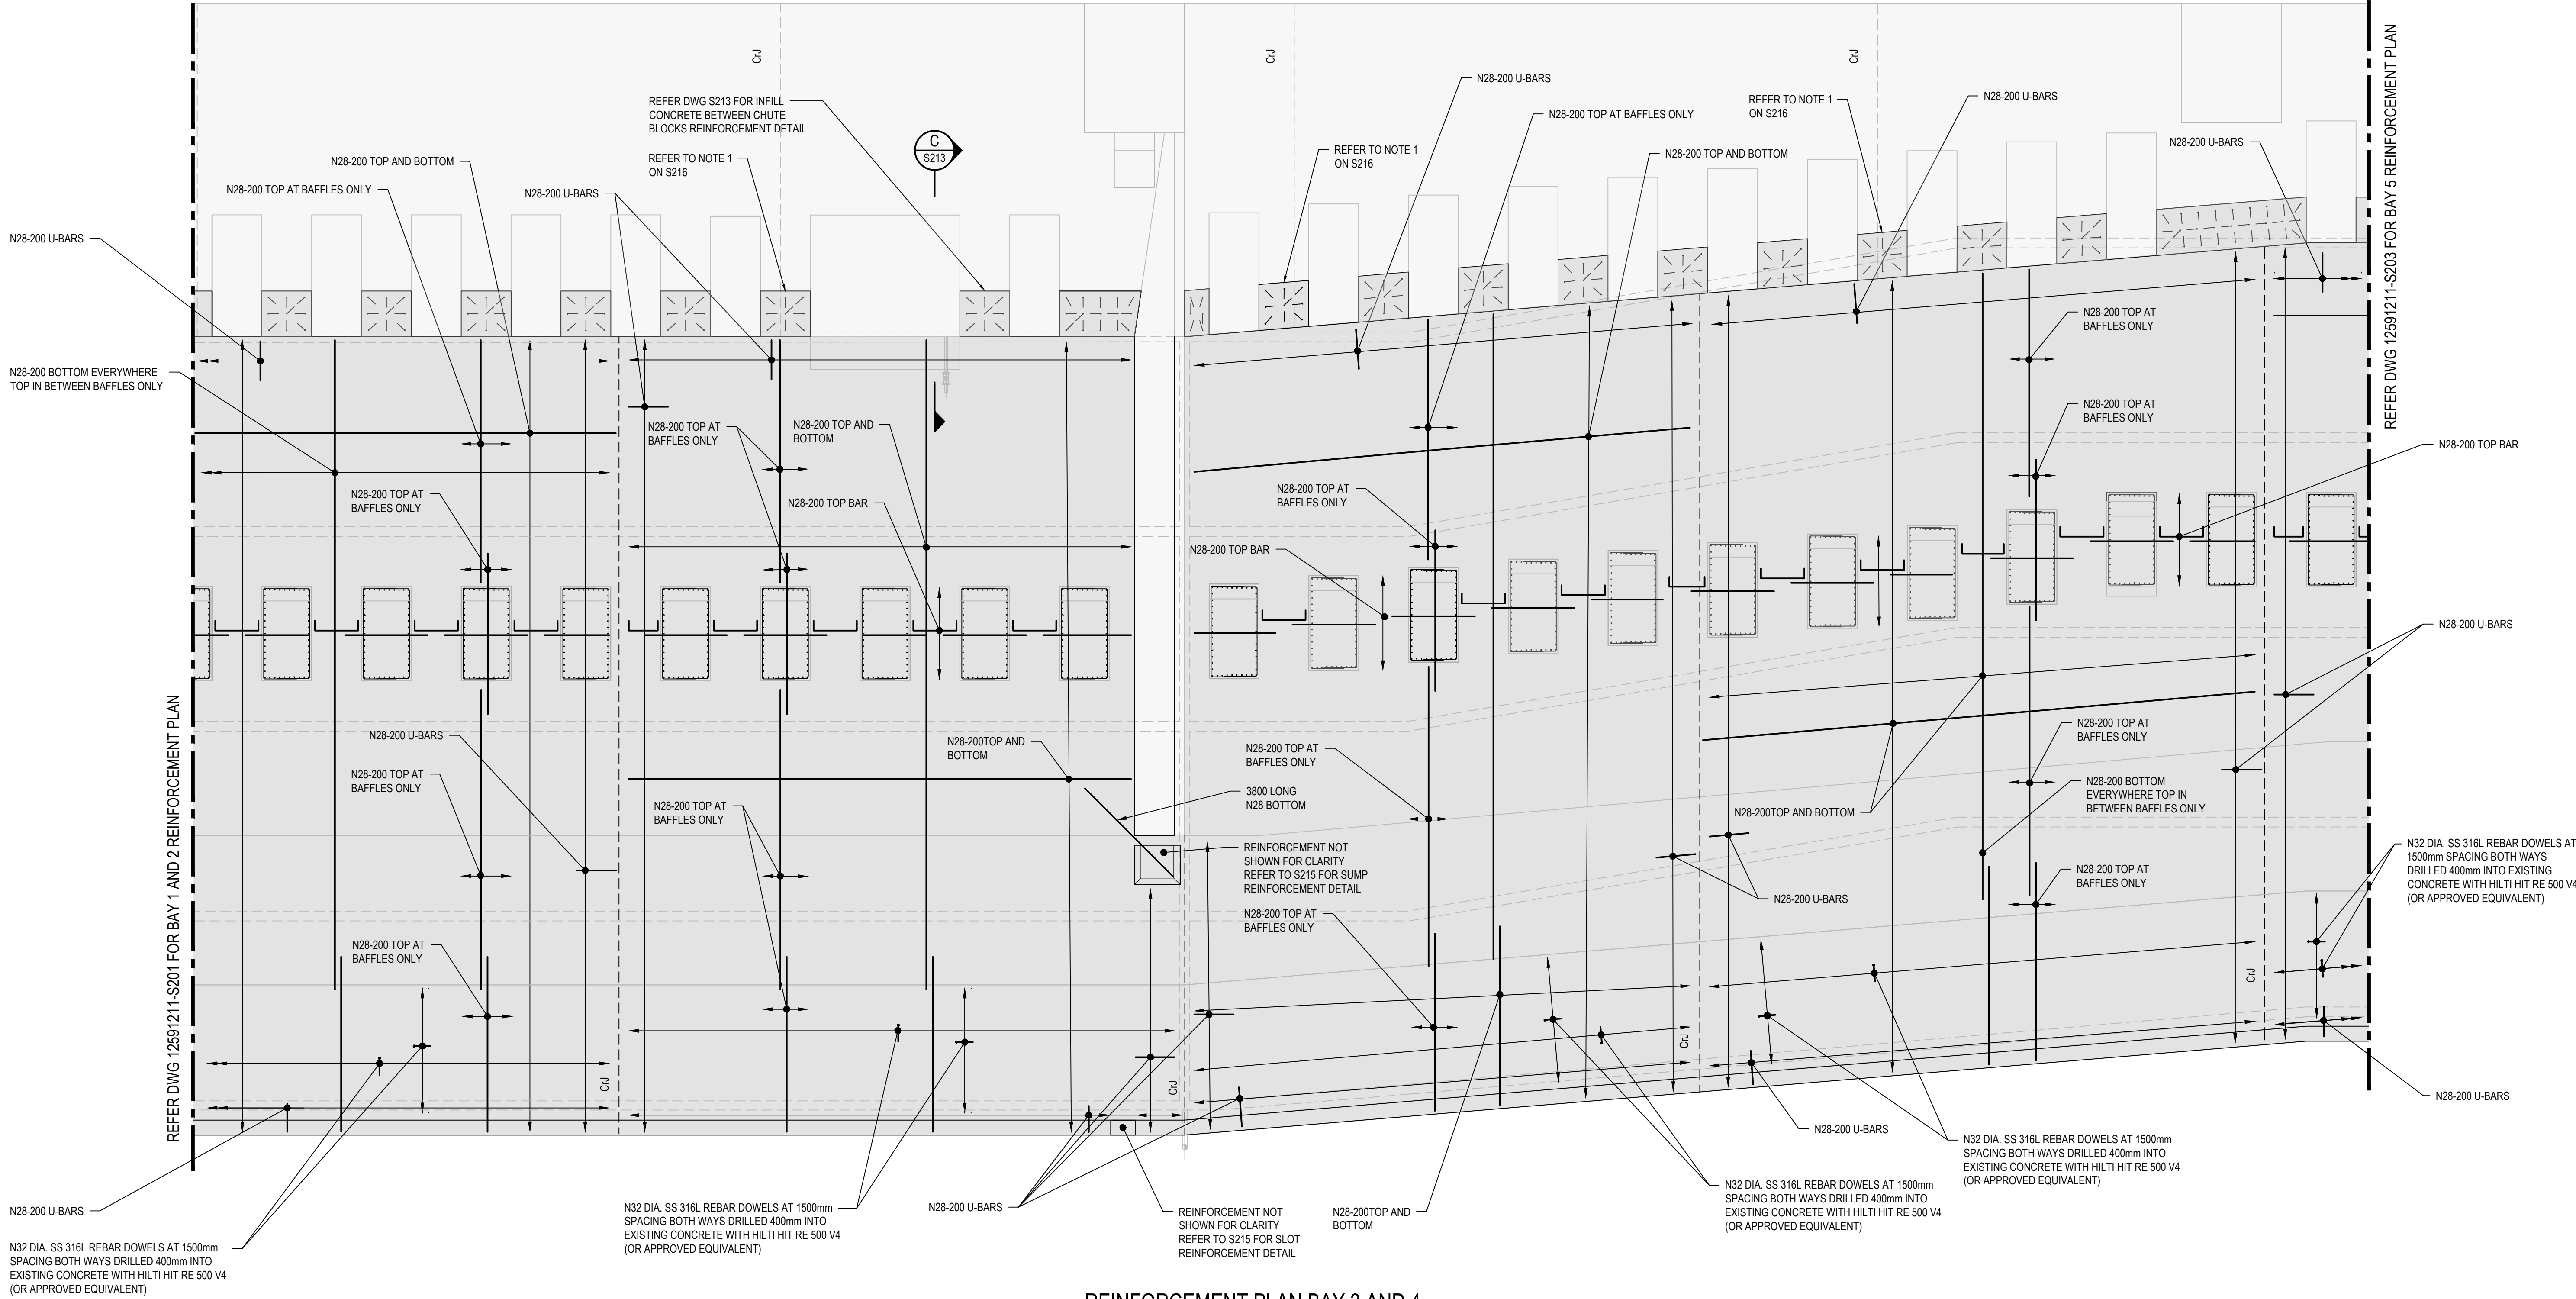 CrJ
CrJ
CrJ
REFER DWG 12591211-S203 FOR BAY 5 REINFORCEMENT PLAN
N28-200 U-BARS
REFER DWG S213 FOR INFILL
CONCRETE BETWEEN CHUTE
BLOCKS REINFORCEMENT DETAIL
N28-200 TOP AT BAFFLES ONLY
REFER TO NOTE 1
ON S216
N28-200 U-BARS
C
S213
N28-200 U-BARS
REFER TO NOTE 1
ON S216
N28-200 TOP AND BOTTOM
REFER TO NOTE 1
ON S216
N28-200 TOP AND BOTTOM
N28-200 TOP AT BAFFLES ONLY
N28-200 U-BARS
N28-200 U-BARS
N28-200 TOP AT
BAFFLES ONLY
N28-200 BOTTOM EVERYWHERE
TOP IN BETWEEN BAFFLES ONLY
N28-200 TOP AT
BAFFLES ONLY
N28-200 TOP AT
BAFFLES ONLY
N28-200 TOP AND
BOTTOM
N28-200 TOP BAR
N28-200 TOP AT
BAFFLES ONLY
N28-200 TOP BAR
N28-200 TOP AT
BAFFLES ONLY
N28-200 TOP BAR
N28-200 U-BARS
REFER DWG 12591211-S201 FOR BAY 1 AND 2 REINFORCEMENT PLAN
N28-200 U-BARS
N28-200TOP AND
BOTTOM
N28-200 TOP AT
BAFFLES ONLY
N28-200 TOP AT
BAFFLES ONLY
N28-200 TOP AT
BAFFLES ONLY
N28-200 TOP AT
BAFFLES ONLY
3800 LONG
N28 BOTTOM
N28-200TOP AND BOTTOM
N28-200 BOTTOM
EVERYWHERE TOP IN
BETWEEN BAFFLES ONLY
REINFORCEMENT NOT
SHOWN FOR CLARITY
REFER TO S215 FOR SUMP
REINFORCEMENT DETAIL
N32 DIA. SS 316L REBAR DOWELS AT
1500mm SPACING BOTH WAYS
DRILLED 400mm INTO EXISTING
CONCRETE WITH HILTI HIT RE 500 V4
(OR APPROVED EQUIVALENT)
N28-200 TOP AT
BAFFLES ONLY
N28-200 U-BARS
N28-200 TOP AT
BAFFLES ONLY
N28-200 TOP AT
BAFFLES ONLY
CrJ
CrJ
CrJ
CrJ
N28-200 U-BARS
N28-200 U-BARS
N32 DIA. SS 316L REBAR DOWELS AT 1500mm
SPACING BOTH WAYS DRILLED 400mm INTO
EXISTING CONCRETE WITH HILTI HIT RE 500 V4
(OR APPROVED EQUIVALENT)
N32 DIA. SS 316L REBAR DOWELS AT 1500mm
SPACING BOTH WAYS DRILLED 400mm INTO
EXISTING CONCRETE WITH HILTI HIT RE 500 V4
(OR APPROVED EQUIVALENT)
N28-200 U-BARS
N32 DIA. SS 316L REBAR DOWELS AT 1500mm
SPACING BOTH WAYS DRILLED 400mm INTO
EXISTING CONCRETE WITH HILTI HIT RE 500 V4
(OR APPROVED EQUIVALENT)
N28-200 U-BARS
REINFORCEMENT NOT
SHOWN FOR CLARITY
REFER TO S215 FOR SLOT
REINFORCEMENT DETAIL
N28-200TOP AND
BOTTOM
N32 DIA. SS 316L REBAR DOWELS AT 1500mm
SPACING BOTH WAYS DRILLED 400mm INTO
EXISTING CONCRETE WITH HILTI HIT RE 500 V4
(OR APPROVED EQUIVALENT)
REINFORCEMENT PLAN BAY 3 AND 4